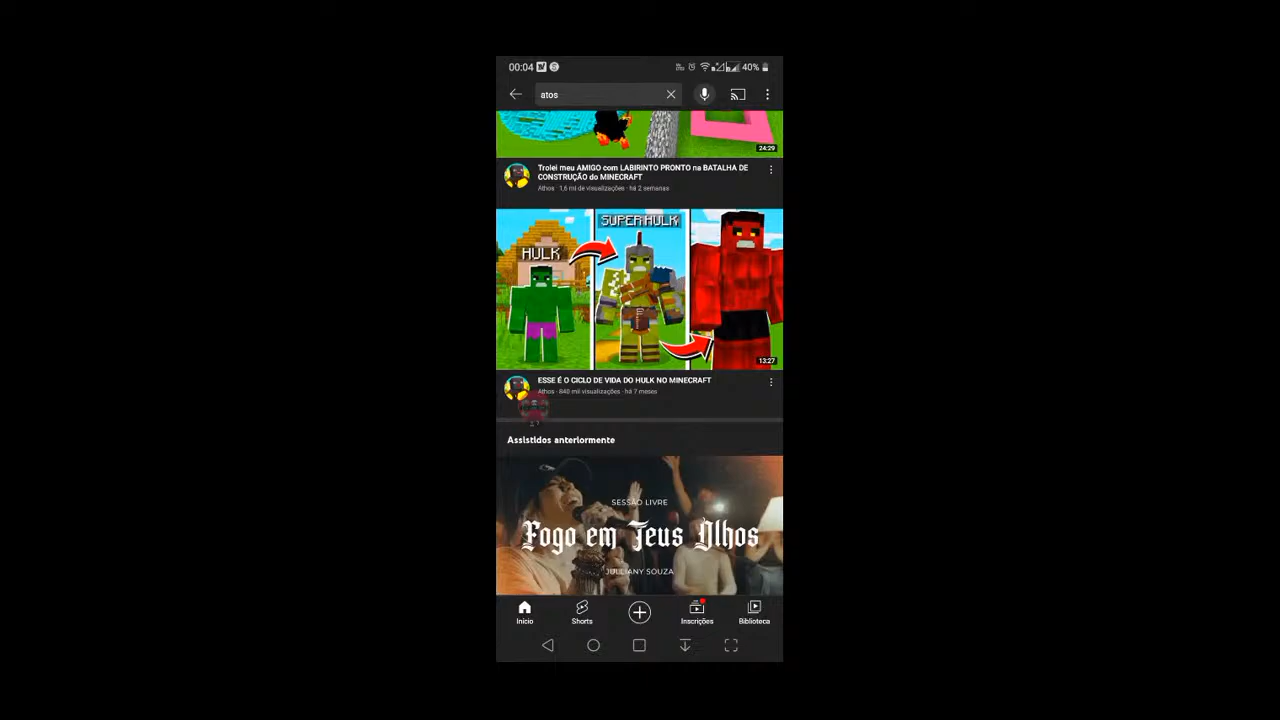 00:04
40%
atos
24:29
Trolei meu AMIGO com LABIRINTO PRONTO na BATALHA DE
CONSTRUÇÃO do MINECRAFT
Athos · 1,6 mi de visualizações · há 2 semanas
HULK
SUPER HULK
13:27
ESSE É O CICLO DE VIDA DO HULK NO MINECRAFT
Athos · 840 mil visualizações · há 7 meses
Assistidos anteriormente
SESSÃO LIVRE
Fogo em Teus Olhos
JULLIANY SOUZA
Início
Shorts
Inscrições
Biblioteca